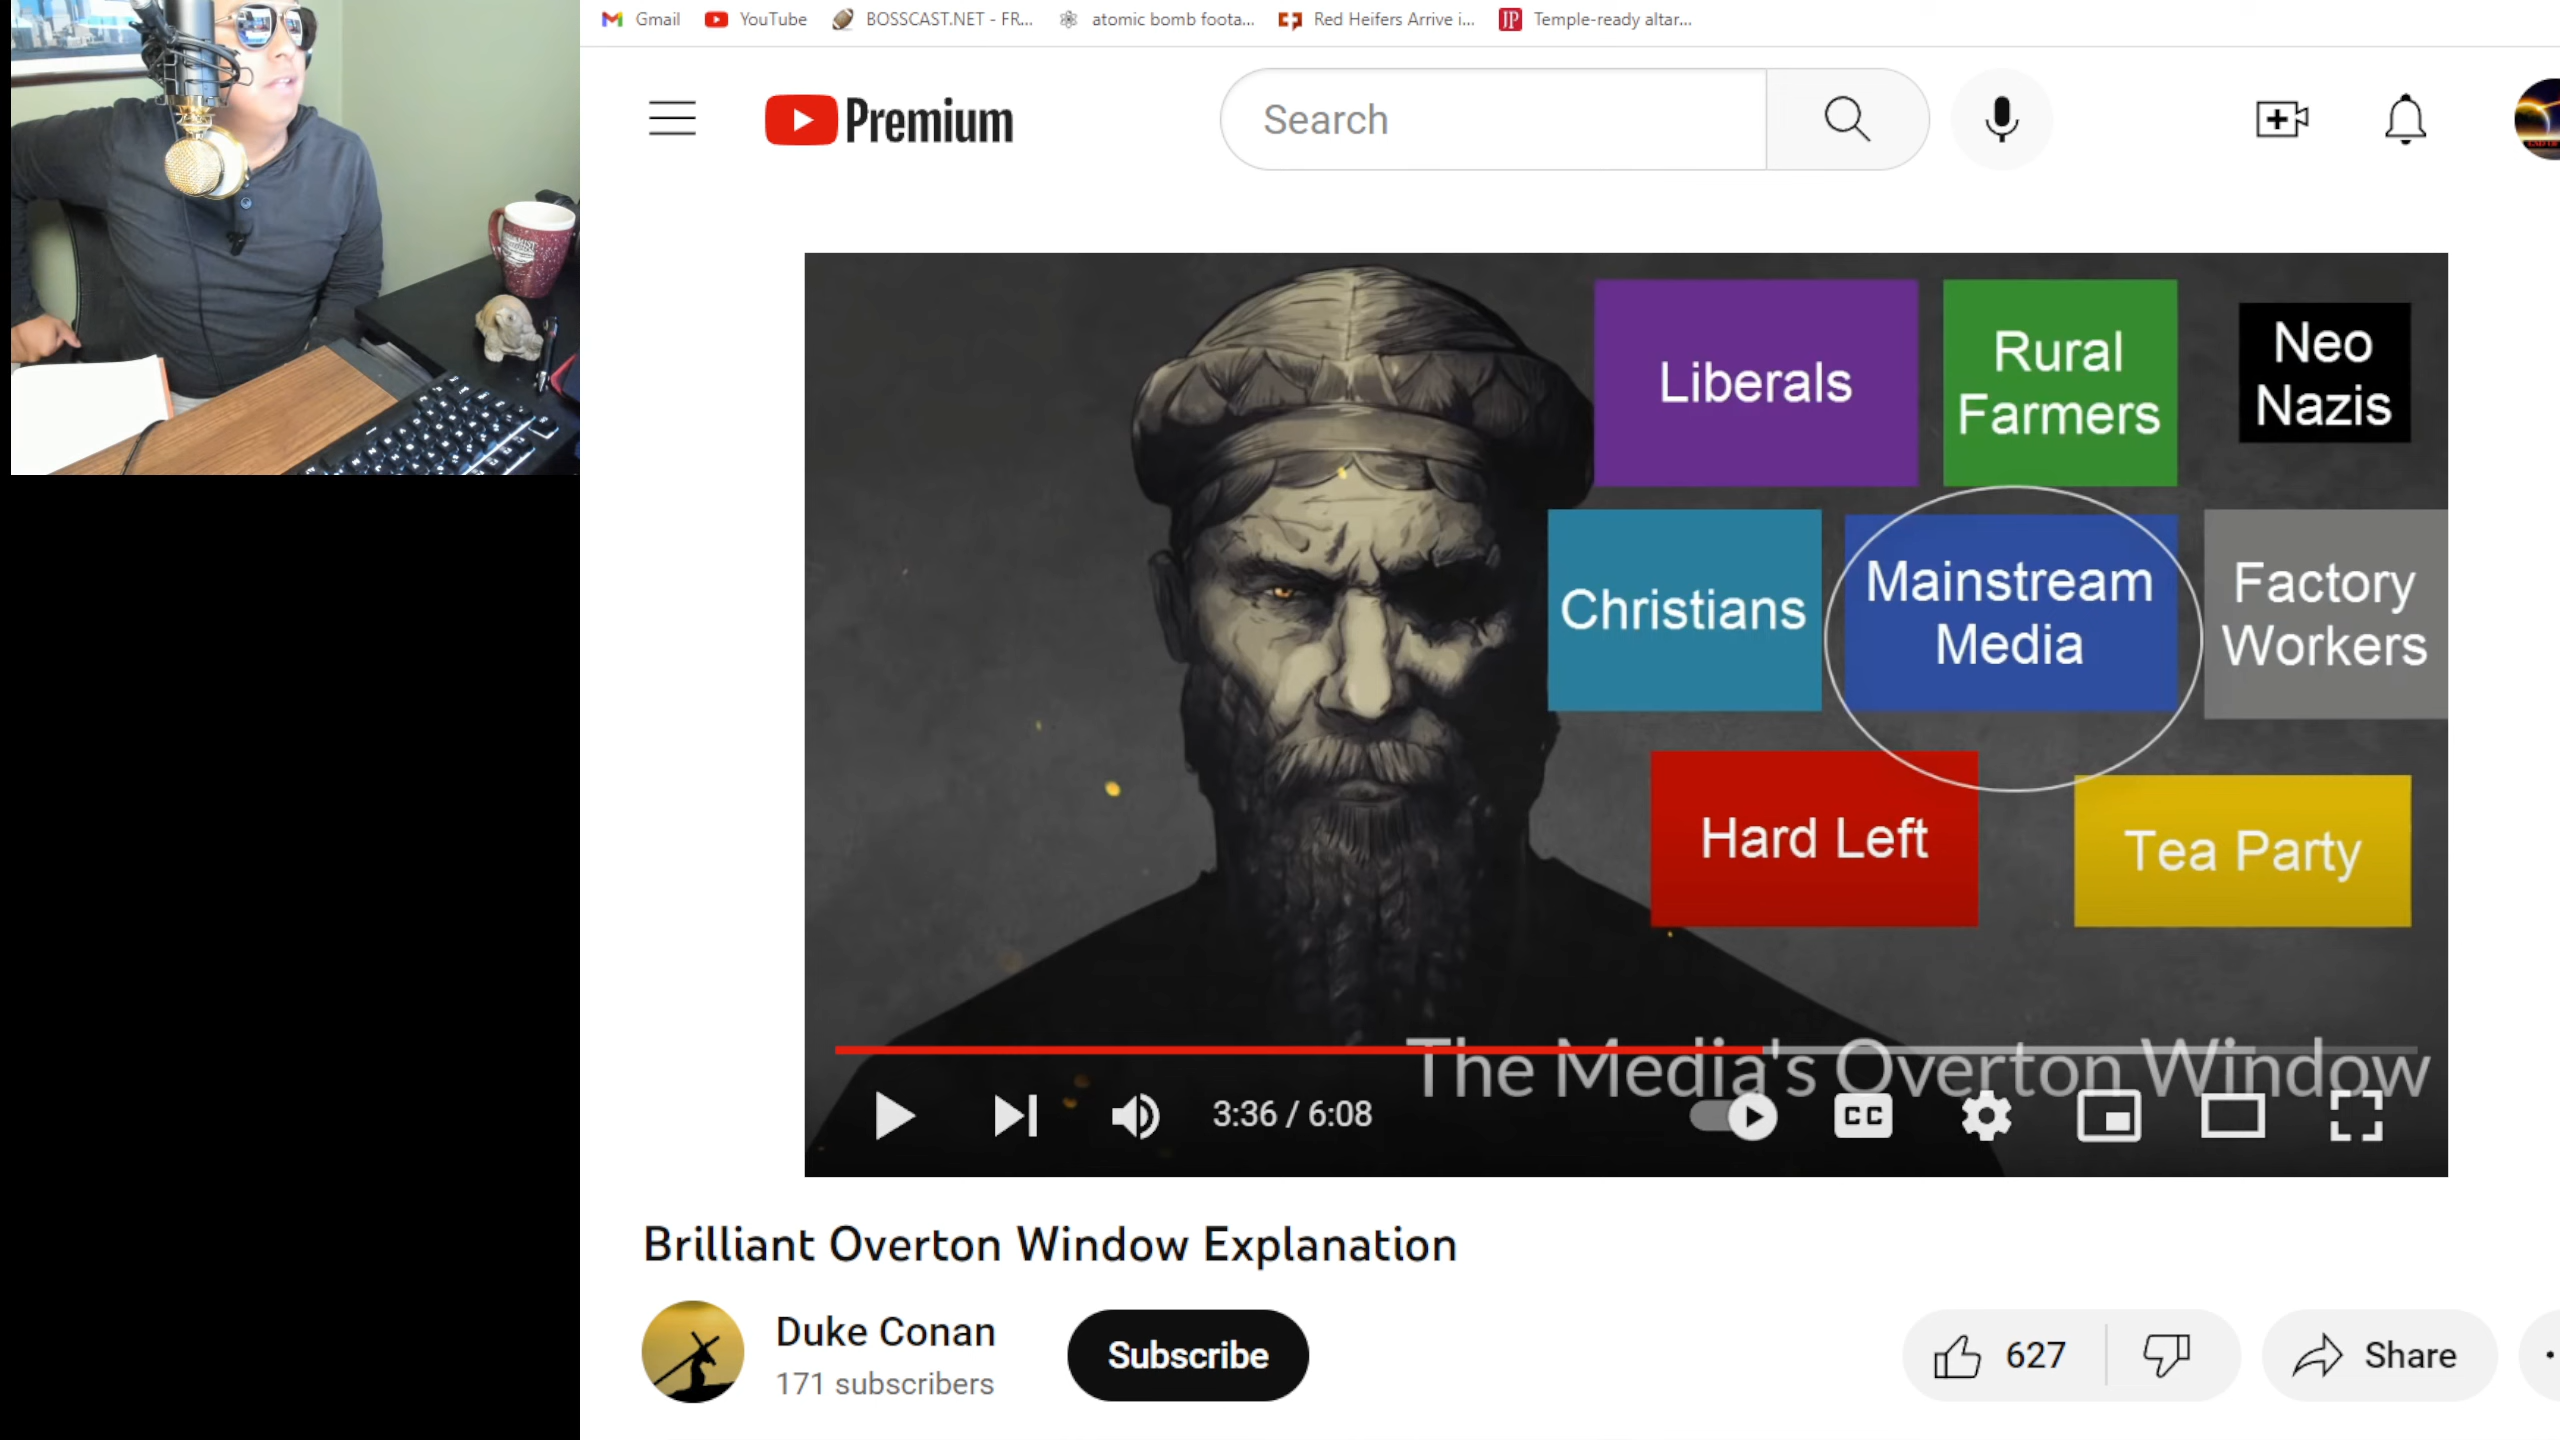 Gmail
YouTube
BOSSCAST.NET - FR...
atomic bomb foota...
Red Heifers Arrive i...
JP
Temple-ready altar...
Premium
Search
Liberals
Rural
Farmers
Neo
Nazis
Christians
Mainstream
Media
Factory
Workers
Hard Left
Tea Party
The Media's Overton Window
3:36 / 6:08
CC
Brilliant Overton Window Explanation
Duke Conan
171 subscribers
Subscribe
627
Share